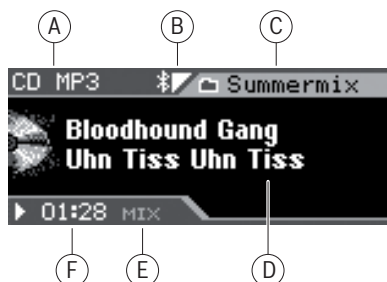 A B C
CD MP3 Summermix
Bloodhound Gang
Uhn Tiss Uhn Tiss
01:28 MIX
F E D